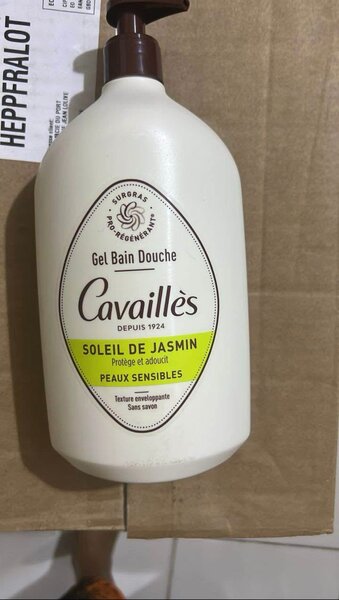 HEPPFRALOT
SURGRAS
PRO-RÉGÉNÉRANT
Gel Bain Douche
Cavaillès
DEPUIS 1924
SOLEIL DE JASMIN
Protège et adoucit
PEAUX SENSIBLES
Texture enveloppante
Sans savon